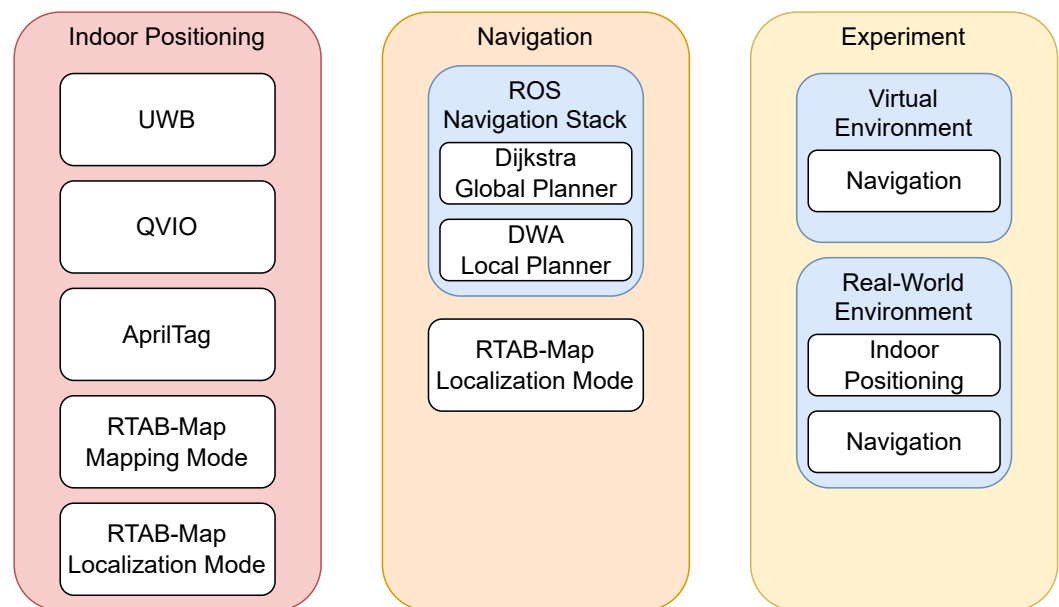 Indoor Positioning
UWB
QVIO
AprilTag
RTAB-Map
Mapping Mode
RTAB-Map
Localization Mode
Navigation
ROS
Navigation Stack
Dijkstra
Global Planner
DWA
Local Planner
RTAB-Map
Localization Mode
Experiment
Virtual
Environment
Navigation
Real-World
Environment
Indoor
Positioning
Navigation